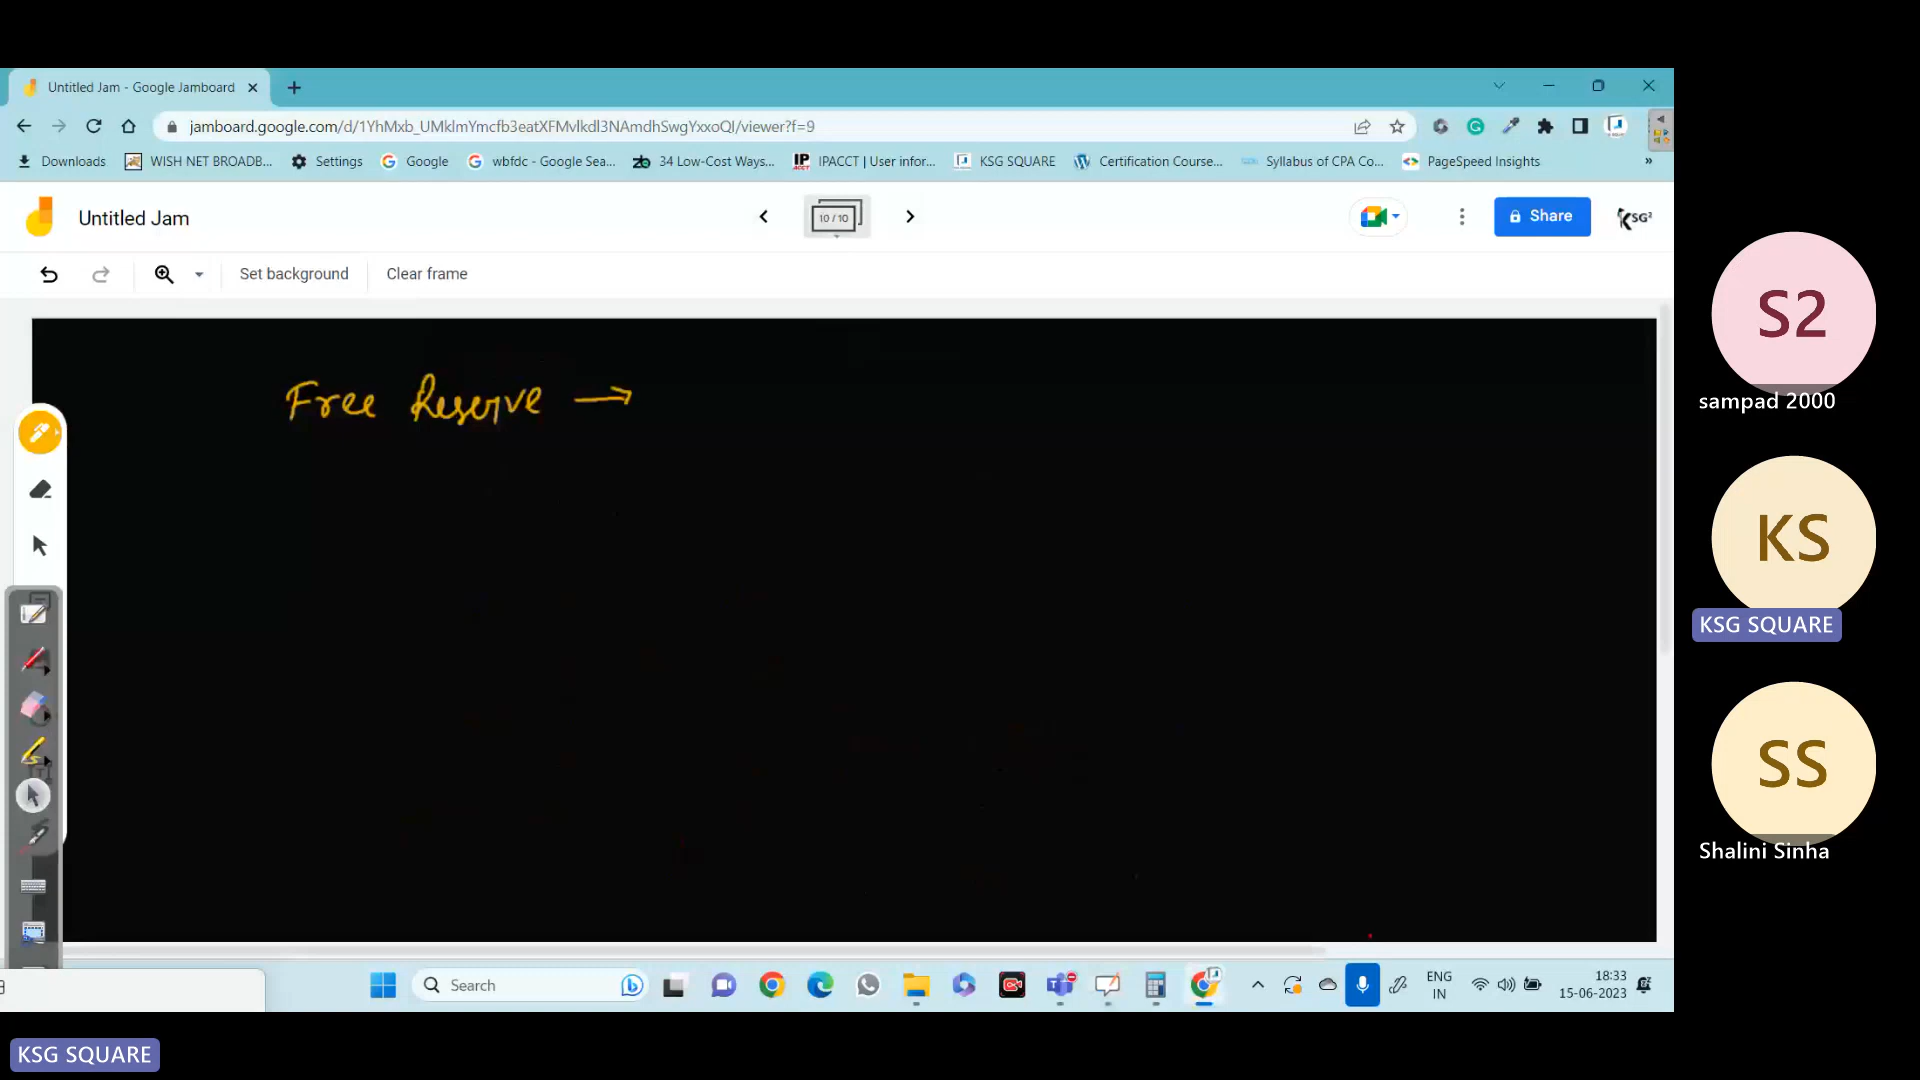 Untitled Jam - Google Jamboard
jamboard.google.com/d/1YhMxb_UMklmYmcfb3eatXFMvlkdl3NAmdhSwgYxxoQI/viewer?f=9
Downloads WISH NET BROADB... Settings Google wbfdc - Google Sea... 34 Low-Cost Ways... IPACCT | User infor... KSG SQUARE Certification Course... Syllabus of CPA Co... PageSpeed Insights »
Untitled Jam 10 / 10 Share KSG²
Set background Clear frame
Free Reserve →
S2
sampad 2000
KS
KSG SQUARE
SS
Shalini Sinha
Search ENG IN 18:33 15-06-2023
KSG SQUARE